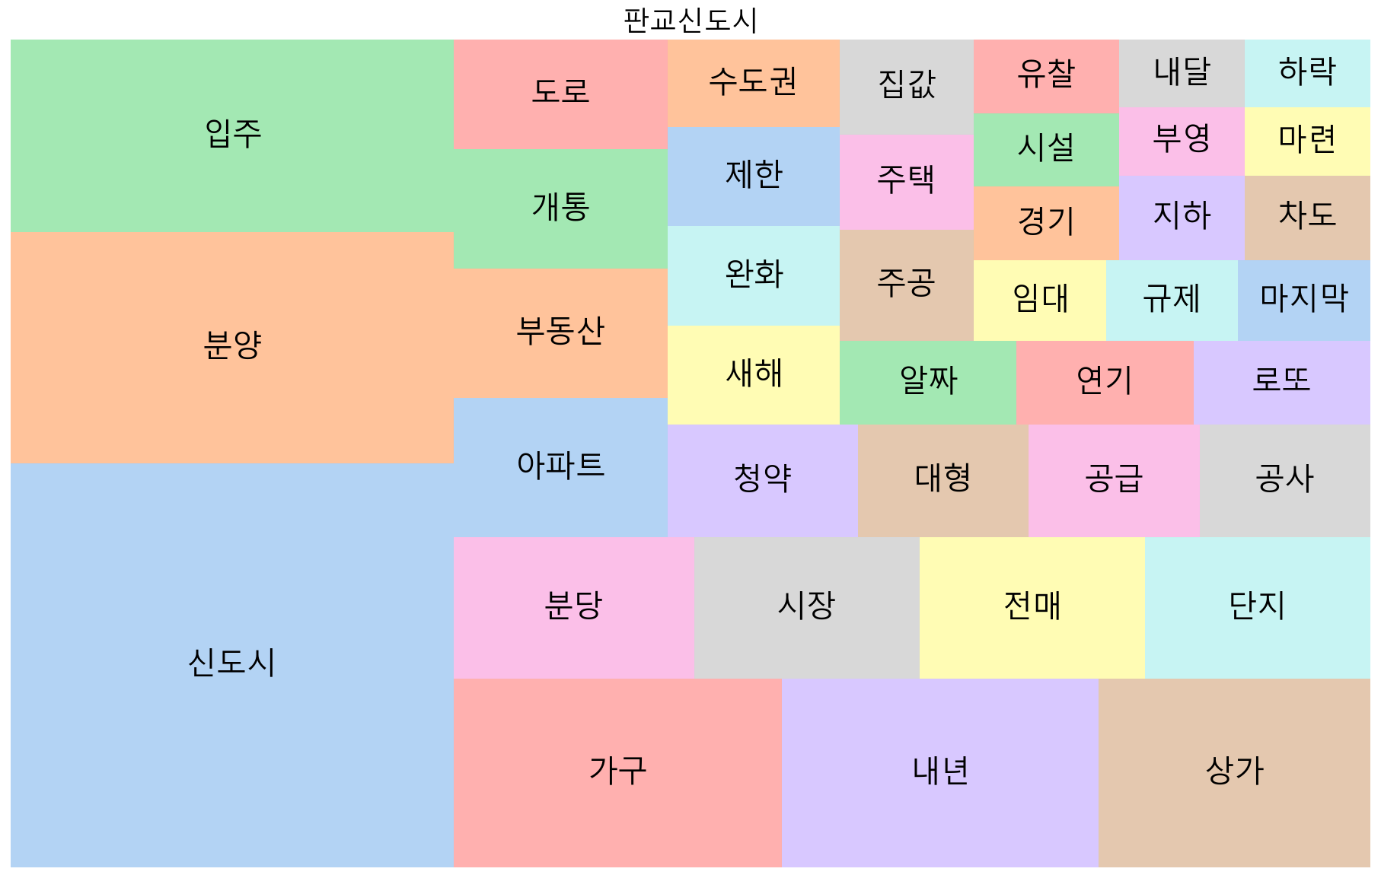 판교신도시
입주
분양
신도시
도로
개통
부동산
아파트
수도권
제한
완화
새해
집값
주택
주공
유찰
시설
경기
내달
하락
부영
마련
지하
차도
임대
규제
마지막
알짜
연기
로또
청약
대형
공급
공사
분당
시장
전매
단지
가구
내년
상가